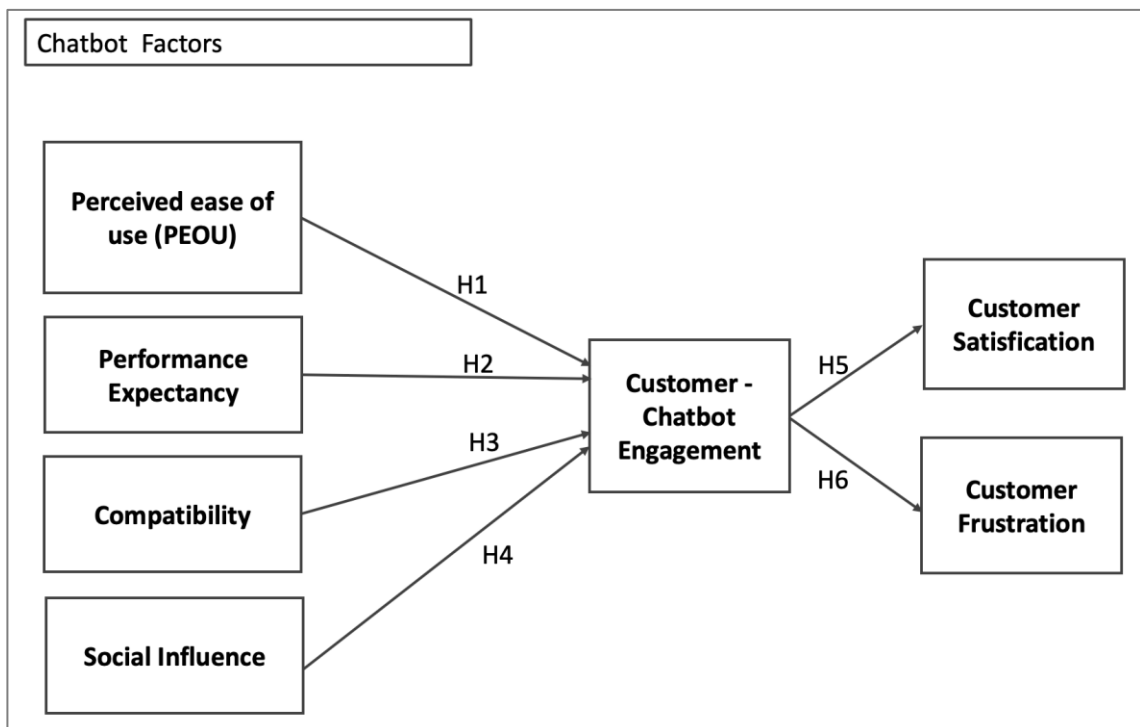 Chatbot Factors
Perceived ease of
use (PEOU)
H1
Performance
Expectancy
H2
Compatibility
H3
Social Influence
H4
Customer -
Chatbot
Engagement
H5
Customer
Satisfication
H6
Customer
Frustration